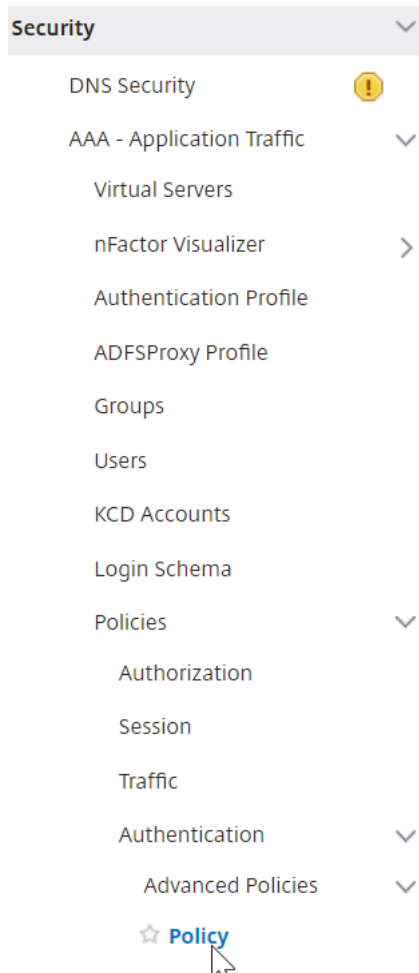 Security
DNS Security
AAA - Application Traffic
Virtual Servers
nFactor Visualizer
Authentication Profile
ADFSProxy Profile
Groups
Users
KCD Accounts
Login Schema
Policies
Authorization
Session
Traffic
Authentication
Advanced Policies
Policy